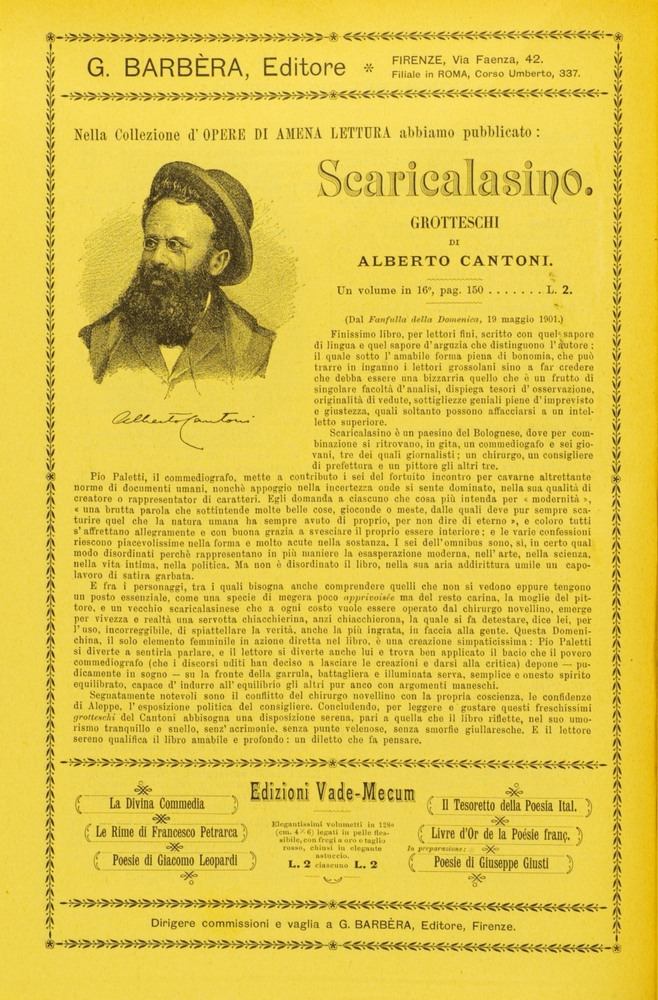 G. BARBÈRA, Editore * FIRENZE, Via Faenza, 42.
Filiale in ROMA, Corso Umberto, 337.
Nella Collezione d' OPERE DI AMENA LETTURA abbiamo pubblicato :
Scaricalasino.
GROTTESCHI
DI
ALBERTO CANTONI.
Un volume in 16°, pag. 150 . . . . . . . L. 2.
Alberto Cantoni
(Dal Fanfulla della Domenica, 19 maggio 1901.)
Finissimo libro, per lettori fini, scritto con quel sapore
di lingua e quel sapore d'arguzia che distinguono l'autore ;
il quale sotto l' amabile forma piena di bonomia, che può
trarre in inganno i lettori grossolani sino a far credere
che debba essere una bizzarria quello che è un frutto di
singolare facoltà d'analisi, dispiega tesori d' osservazione,
originalità di vedute, sottigliezze geniali piene d' imprevisto
e giustezza, quali soltanto possono affacciarsi a un intel-
letto superiore.
Scaricalasino è un paesino del Bolognese, dove per com-
binazione si ritrovano, in gita, un commediografo e sei gio-
vani, tre dei quali giornalisti ; un chirurgo, un consigliere
di prefettura e un pittore gli altri tre.
Pio Paletti, il commediografo, mette a contributo i sei del fortuito incontro per cavarne altrettante
norme di documenti umani, nonchè appoggio nella incertezza onde si sente dominato, nella sua qualità di
creatore o rappresentator di caratteri. Egli domanda a ciascuno che cosa più intenda per « modernità »,
« una brutta parola che sottintende molte belle cose, gioconde o meste, dalle quali deve pur sempre sca-
turire quel che la natura umana ha sempre avuto di proprio, per non dire di eterno », e coloro tutti
s' affrettano allegramente e con buona grazia a svesciare il proprio essere interiore ; e le varie confessioni
riescono piacevolissime nella forma e molto acute nella sostanza. I sei dell'omnibus sono, sì, in certo qual
modo disordinati perchè rappresentano in più maniere la esasperazione moderna, nell' arte, nella scienza,
nella vita intima, nella politica. Ma non è disordinato il libro, nella sua aria addirittura umile un capo-
lavoro di satira garbata.
E fra i personaggi, tra i quali bisogna anche comprendere quelli che non si vedono eppure tengono
un posto essenziale, come una specie di megera poco apprivoisée ma del resto carina, la moglie del pit-
tore, e un vecchio scaricalasinese che a ogni costo vuole essere operato dal chirurgo novellino, emerge
per vivezza e realtà una servotta chiacchierina, anzi chiacchierona, la quale si fa detestare, dice lei, per
l' uso, incorreggibile, di spiattellare la verità, anche la più ingrata, in faccia alla gente. Questa Domeni-
china, il solo elemento femminile in azione diretta nel libro, è una creazione simpaticissima : Pio Paletti
si diverte a sentirla parlare, e il lettore si diverte anche lui e trova ben applicato il bacio che il povero
commediografo (che i discorsi uditi han deciso a lasciare le creazioni e darsi alla critica) depone — pu-
dicamente in sogno — su la fronte della garrula, battagliera e illuminata serva, semplice e onesto spirito
equilibrato, capace d' indurre all' equilibrio gli altri pur anco con argomenti maneschi.
Segnatamente notevoli sono il conflitto del chirurgo novellino con la propria coscienza, le confidenze
di Aleppe, l' esposizione politica del consigliere. Concludendo, per leggere e gustare questi freschissimi
grotteschi del Cantoni abbisogna una disposizione serena, pari a quella che il libro riflette, nel suo umo-
rismo tranquillo e snello, senz' acrimonie, senza punte velenose, senza smorfie giullaresche. E il lettore
sereno qualifica il libro amabile e profondo : un diletto che fa pensare.
Edizioni Vade-Mecum
La Divina Commedia
Le Rime di Francesco Petrarca
Poesie di Giacomo Leopardi
Elegantissimi volumetti in 128°
(cm. 4 × 6) legati in pelle fles-
sibile, con fregi a oro e taglio
rosso, chiusi in elegante
astuccio.
L. 2 ciascuno L. 2
Il Tesoretto della Poesia Ital.
Livre d'Or de la Poésie franç.
In preparazione :
Poesie di Giuseppe Giusti
Dirigere commissioni e vaglia a G. BARBÈRA, Editore, Firenze.